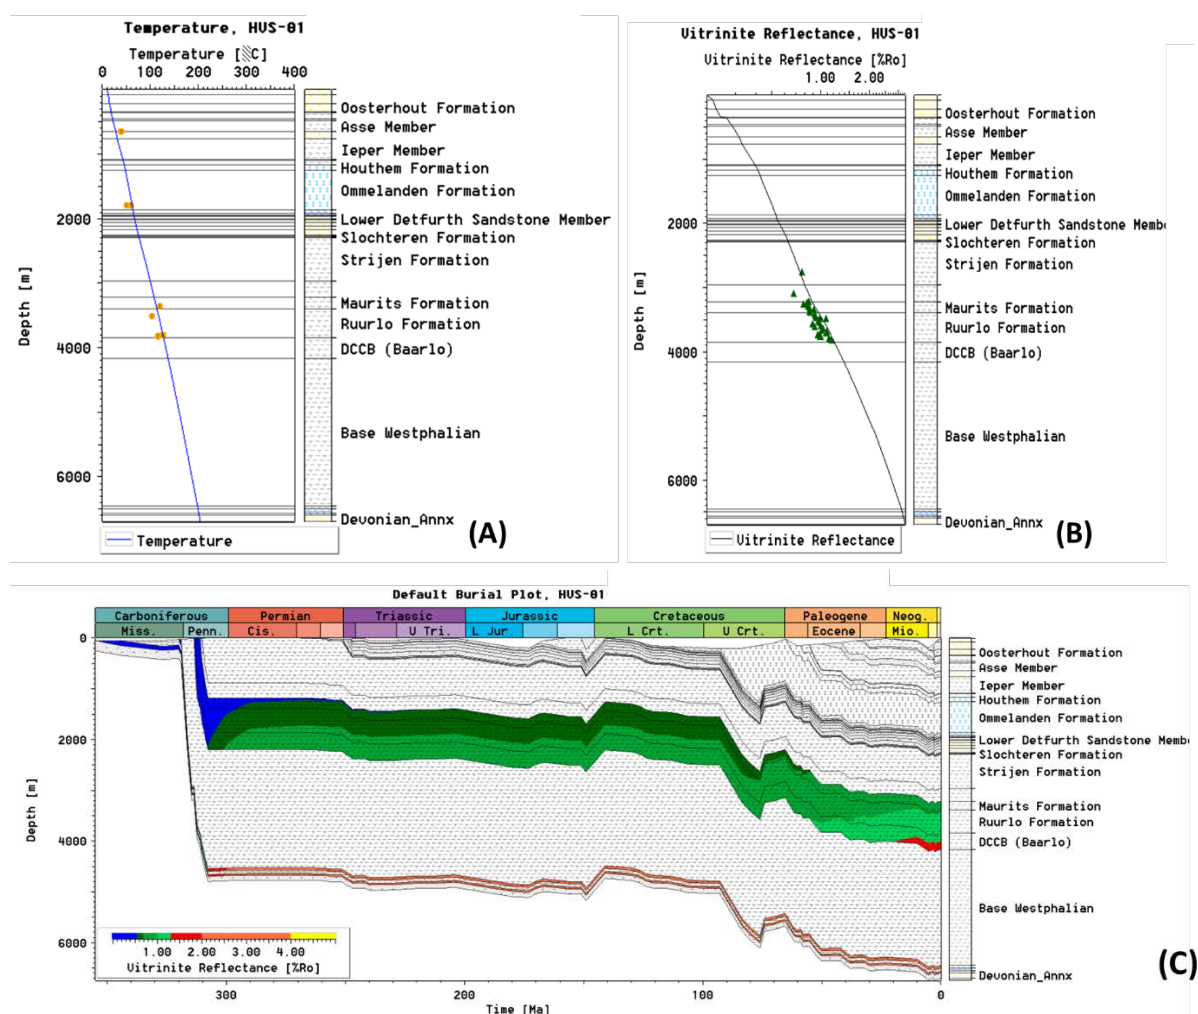 Temperature, HVS-01
Temperature [°C]
0 100 200 300 400
Depth [m]
2000
4000
6000
Oosterhout Formation
Asse Member
Ieper Member
Houthem Formation
Ommelanden Formation
Lower Detfurth Sandstone Member
Slochteren Formation
Strijen Formation
Maurits Formation
Ruurlo Formation
DCCB (Baarlo)
Base Westphalian
Devonian_Annx
Temperature
(A)
Vitrinite Reflectance, HVS-01
Vitrinite Reflectance [%Ro]
1.00 2.00
Depth [m]
2000
4000
6000
Oosterhout Formation
Asse Member
Ieper Member
Houthem Formation
Ommelanden Formation
Lower Detfurth Sandstone Memb
Slochteren Formation
Strijen Formation
Maurits Formation
Ruurlo Formation
DCCB (Baarlo)
Base Westphalian
Devonian_Annx
Vitrinite Reflectance
(B)
Default Burial Plot, HVS-01
Carboniferous Permian Triassic Jurassic Cretaceous Paleogene Neog.
Miss. Penn. Cis. U Tri. L Jur. L Crt. U Crt. Eocene Mio.
Depth [m]
0
2000
4000
6000
Oosterhout Formation
Asse Member
Ieper Member
Houthem Formation
Ommelanden Formation
Lower Detfurth Sandstone Memb
Slochteren Formation
Strijen Formation
Maurits Formation
Ruurlo Formation
DCCB (Baarlo)
Base Westphalian
Devonian_Annx
1.00 2.00 3.00 4.00
Vitrinite Reflectance [%Ro]
300 200 100 0
Time [Ma]
(C)